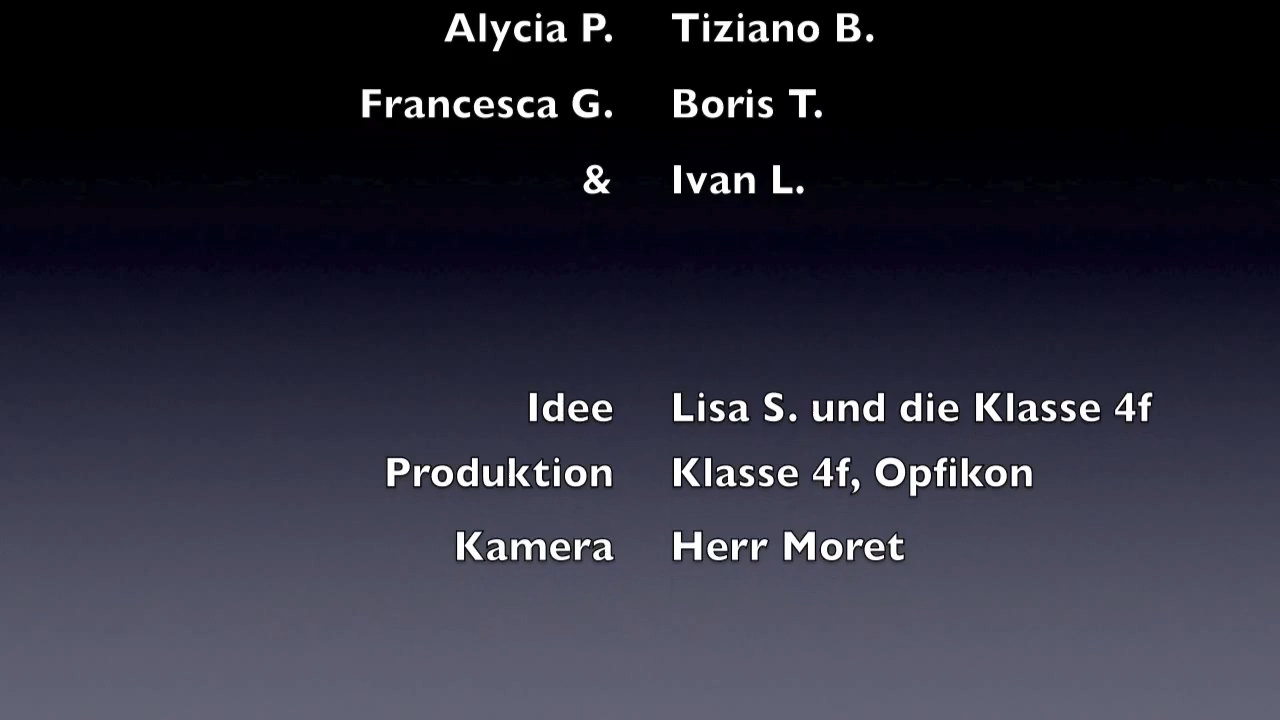 Alycia P. Tiziano B.
Francesca G. Boris T.
& Ivan L.
Idee Lisa S. und die Klasse 4f
Produktion Klasse 4f, Opfikon
Kamera Herr Moret